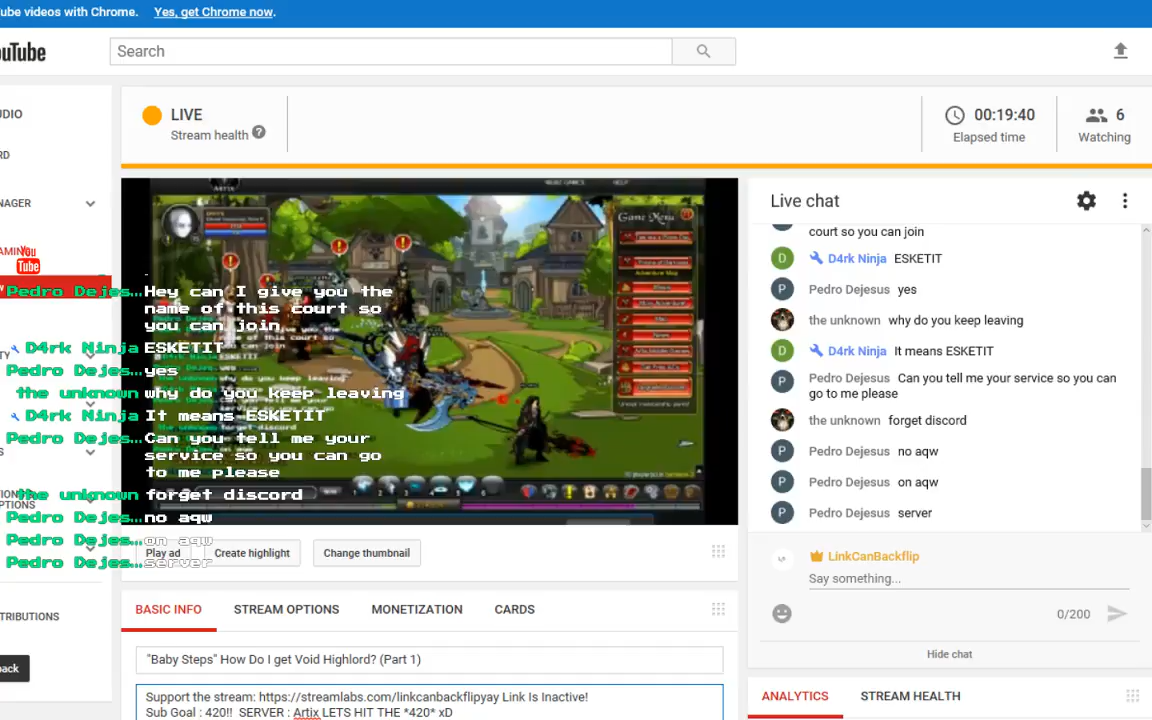 ube videos with Chrome. Yes, get Chrome now.
ouTube
Search
UDIO
RD
NAGER
LIVE
Stream health
00:19:40
Elapsed time
6
Watching
You
Tube
Game Menu
Live chat
court so you can join
D4rk Ninja ESKETIT
Pedro Dejesus yes
the unknown why do you keep leaving
D4rk Ninja It means ESKETIT
Pedro Dejesus Can you tell me your service so you can
go to me please
the unknown forget discord
Pedro Dejesus no aqw
Pedro Dejesus on aqw
Pedro Dejesus server
Pedro Dejes...Hey can I give you the
name of this court so
you can join
D4rk Ninja ESKETIT
Pedro Dejes...yes
the unknown why do you keep leaving
D4rk Ninja It means ESKETIT
Pedro Dejes...Can you tell me your
service so you can go
to me please
the unknown forget discord
Pedro Dejes...no aqw
Pedro Dejes...on aqw
Pedro Dejes...server
Play ad
Create highlight
Change thumbnail
LinkCanBackflip
Say something...
0/200
Hide chat
BASIC INFO
STREAM OPTIONS
MONETIZATION
CARDS
TRIBUTIONS
back
"Baby Steps" How Do I get Void Highlord? (Part 1)
Support the stream: https://streamlabs.com/linkcanbackflipyay Link Is Inactive!
Sub Goal : 420!! SERVER : Artix LETS HIT THE *420* xD
ANALYTICS
STREAM HEALTH